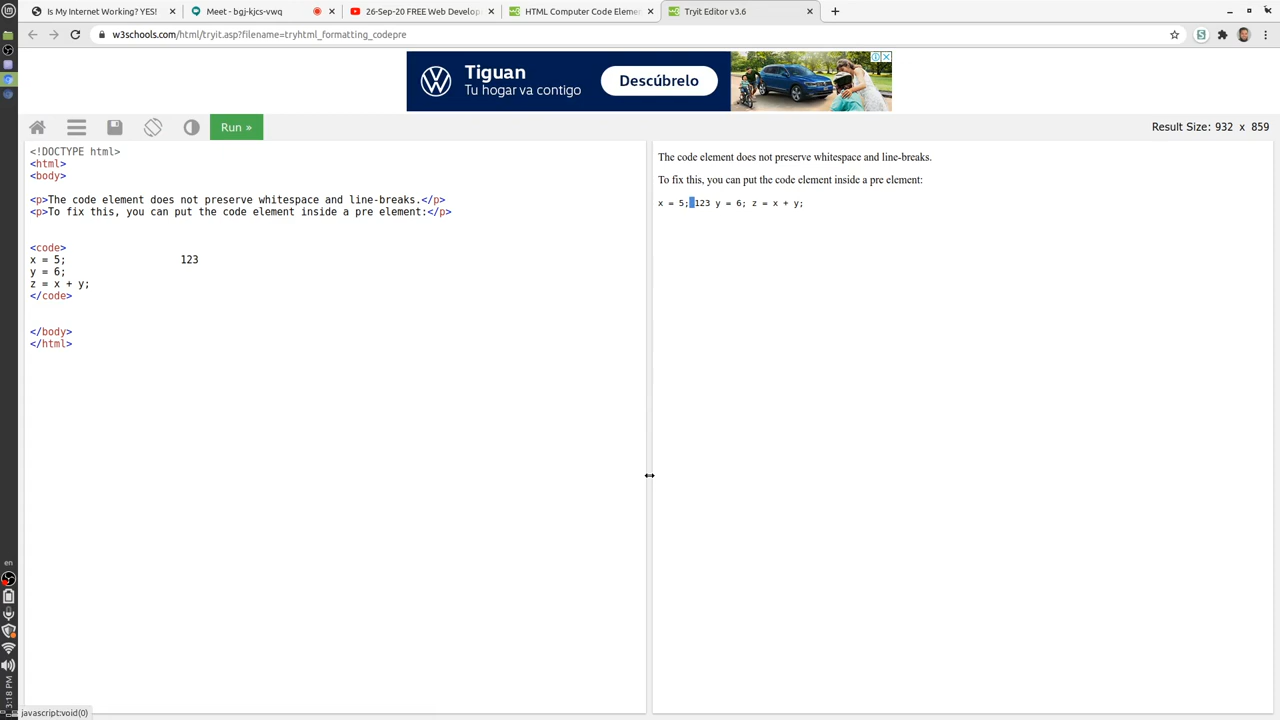 Is My Internet Working? YES!
Meet - bgj-kjcs-vwq
26-Sep-20 FREE Web Develop
HTML Computer Code Elemen
Tryit Editor v3.6
w3schools.com/html/tryit.asp?filename=tryhtml_formatting_codepre
Tiguan
Tu hogar va contigo
Descúbrelo
Run »
Result Size: 932 x 859
<!DOCTYPE html>
<html>
<body>
<p>The code element does not preserve whitespace and line-breaks.</p>
<p>To fix this, you can put the code element inside a pre element:</p>
<code>
x = 5;                   123
y = 6;
z = x + y;
</code>
</body>
</html>
The code element does not preserve whitespace and line-breaks.
To fix this, you can put the code element inside a pre element:
x = 5; 123 y = 6; z = x + y;
en
3:18 PM
javascript:void(0)